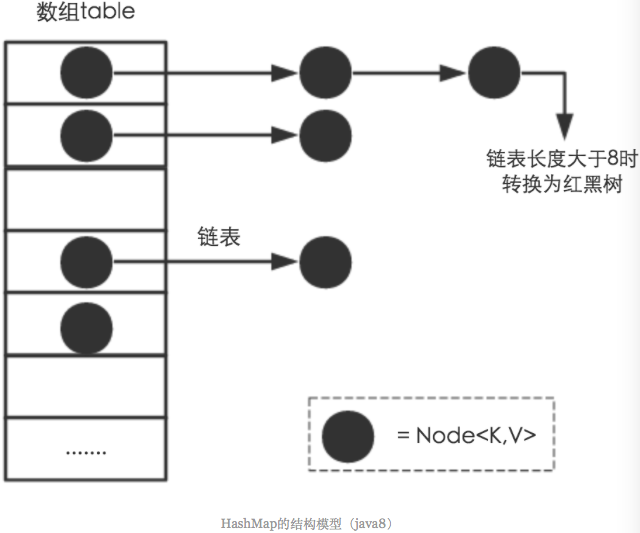 数组table
链表长度大于8时
转换为红黑树
链表
= Node<K,V>
.......
HashMap的结构模型（java8）